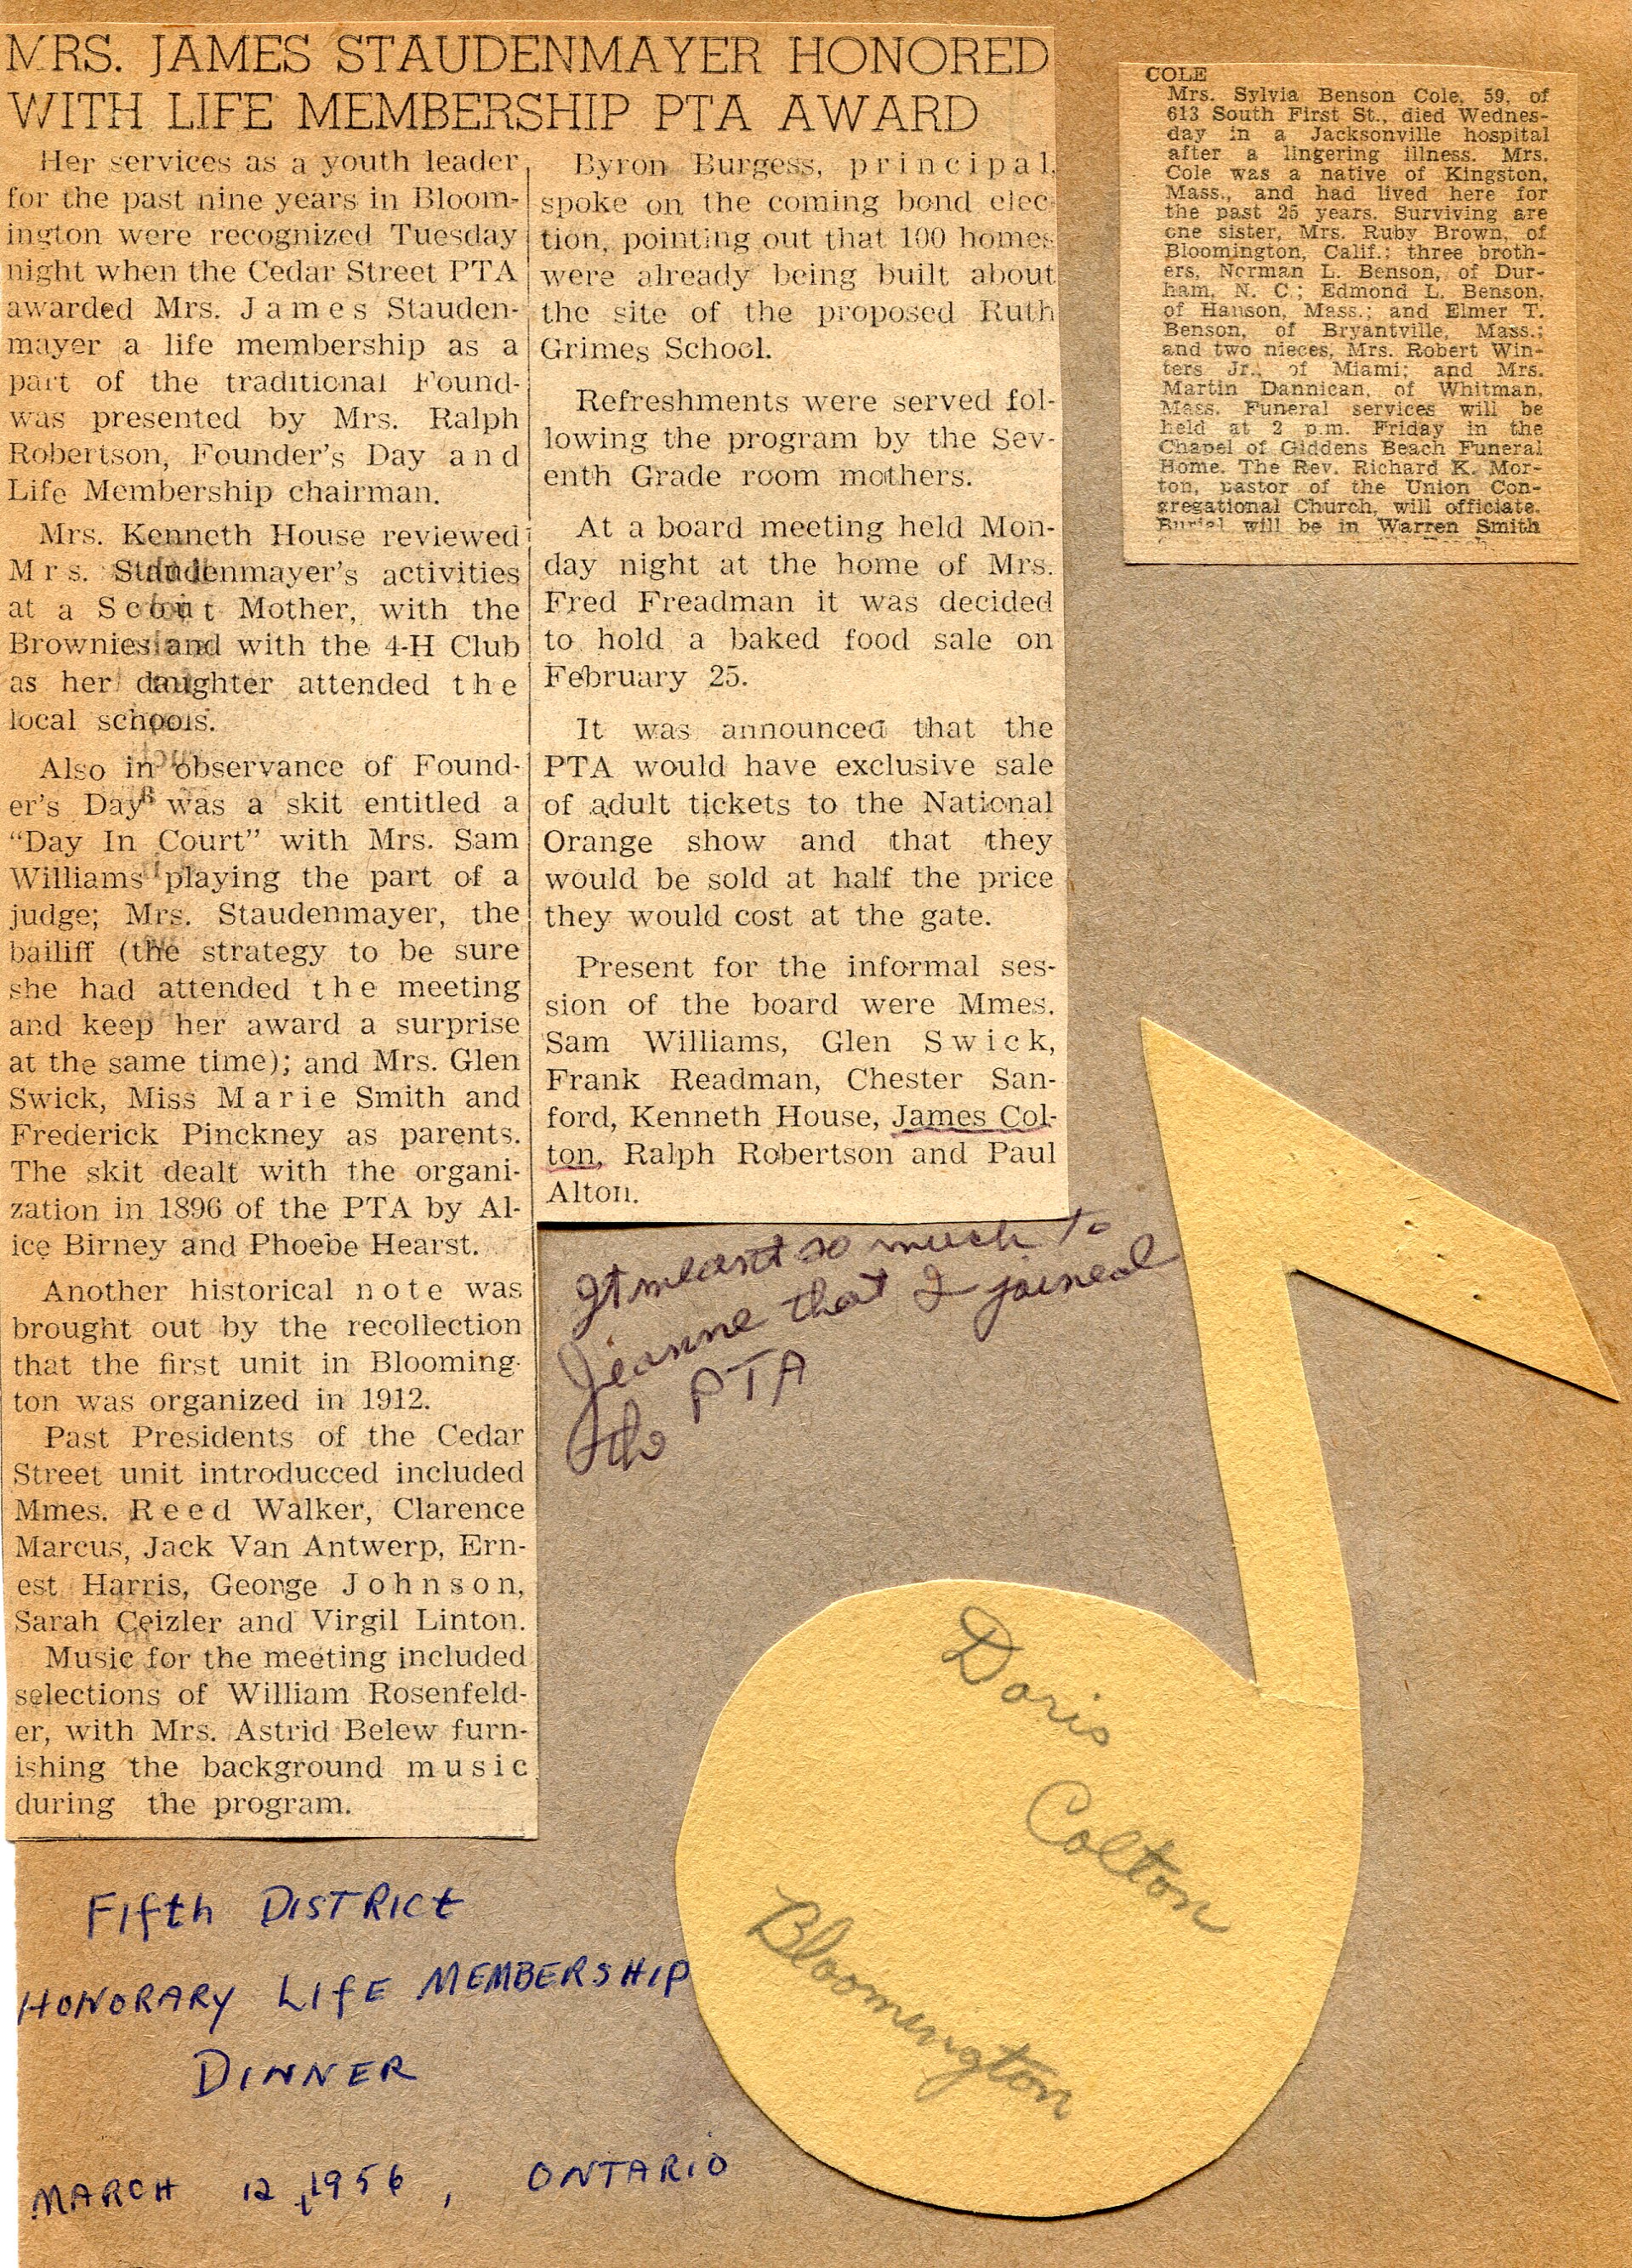 MRS. JAMES STAUDENMAYER HONORED
WITH LIFE MEMBERSHIP PTA AWARD
Her services as a youth leader
for the past nine years in Bloom-
ington were recognized Tuesday
night when the Cedar Street PTA
awarded Mrs. James Stauden-
mayer a life membership as a
part of the traditional Found-
was presented by Mrs. Ralph
Robertson, Founder's Day and
Life Membership chairman.
Mrs. Kenneth House reviewed
Mrs. Staudenmayer's activities
at a Scout Mother, with the
Brownies and with the 4-H Club
as her daughter attended the
local schools.
Also in observance of Found-
er's Day was a skit entitled a
"Day In Court" with Mrs. Sam
Williams playing the part of a
judge; Mrs. Staudenmayer, the
bailiff (the strategy to be sure
she had attended the meeting
and keep her award a surprise
at the same time); and Mrs. Glen
Swick, Miss Marie Smith and
Frederick Pinckney as parents.
The skit dealt with the organi-
zation in 1896 of the PTA by Al-
ice Birney and Phoebe Hearst.
Another historical note was
brought out by the recollection
that the first unit in Blooming-
ton was organized in 1912.
Past Presidents of the Cedar
Street unit introducced included
Mmes. Reed Walker, Clarence
Marcus, Jack Van Antwerp, Ern-
est Harris, George Johnson,
Sarah Ceizler and Virgil Linton.
Music for the meeting included
selections of William Rosenfeld-
er, with Mrs. Astrid Belew furn-
ishing the background music
during the program.
Byron Burgess, principal,
spoke on the coming bond elec-
tion, pointing out that 100 homes
were already being built about
the site of the proposed Ruth
Grimes School.
Refreshments were served fol-
lowing the program by the Sev-
enth Grade room mothers.
At a board meeting held Mon-
day night at the home of Mrs.
Fred Freadman it was decided
to hold a baked food sale on
February 25.
It was announced that the
PTA would have exclusive sale
of adult tickets to the National
Orange show and that they
would be sold at half the price
they would cost at the gate.
Present for the informal ses-
sion of the board were Mmes.
Sam Williams, Glen Swick,
Frank Readman, Chester San-
ford, Kenneth House, James Col-
ton, Ralph Robertson and Paul
Alton.
COLE
Mrs. Sylvia Benson Cole, 59, of
613 South First St., died Wednes-
day in a Jacksonville hospital
after a lingering illness. Mrs.
Cole was a native of Kingston,
Mass., and had lived here for
the past 25 years. Surviving are
one sister, Mrs. Ruby Brown, of
Bloomington, Calif.; three broth-
ers, Norman L. Benson, of Dur-
ham, N. C.; Edmond L. Benson,
of Hanson, Mass.; and Elmer T.
Benson, of Bryantville, Mass.;
and two nieces, Mrs. Robert Win-
ters Jr., of Miami; and Mrs.
Martin Dannican, of Whitman,
Mass. Funeral services will be
held at 2 p.m. Friday in the
Chapel of Giddens Beach Funeral
Home. The Rev. Richard K. Mor-
ton, pastor of the Union Con-
gregational Church, will officiate.
Burial will be in Warren Smith
It meant so much to
Jeanne that I joined
the PTA
Doris
Colton
Bloomington
Fifth DISTRICT
HONORARY LIFE MEMBERSHIP
DINNER
MARCH 12, 1956, ONTARIO